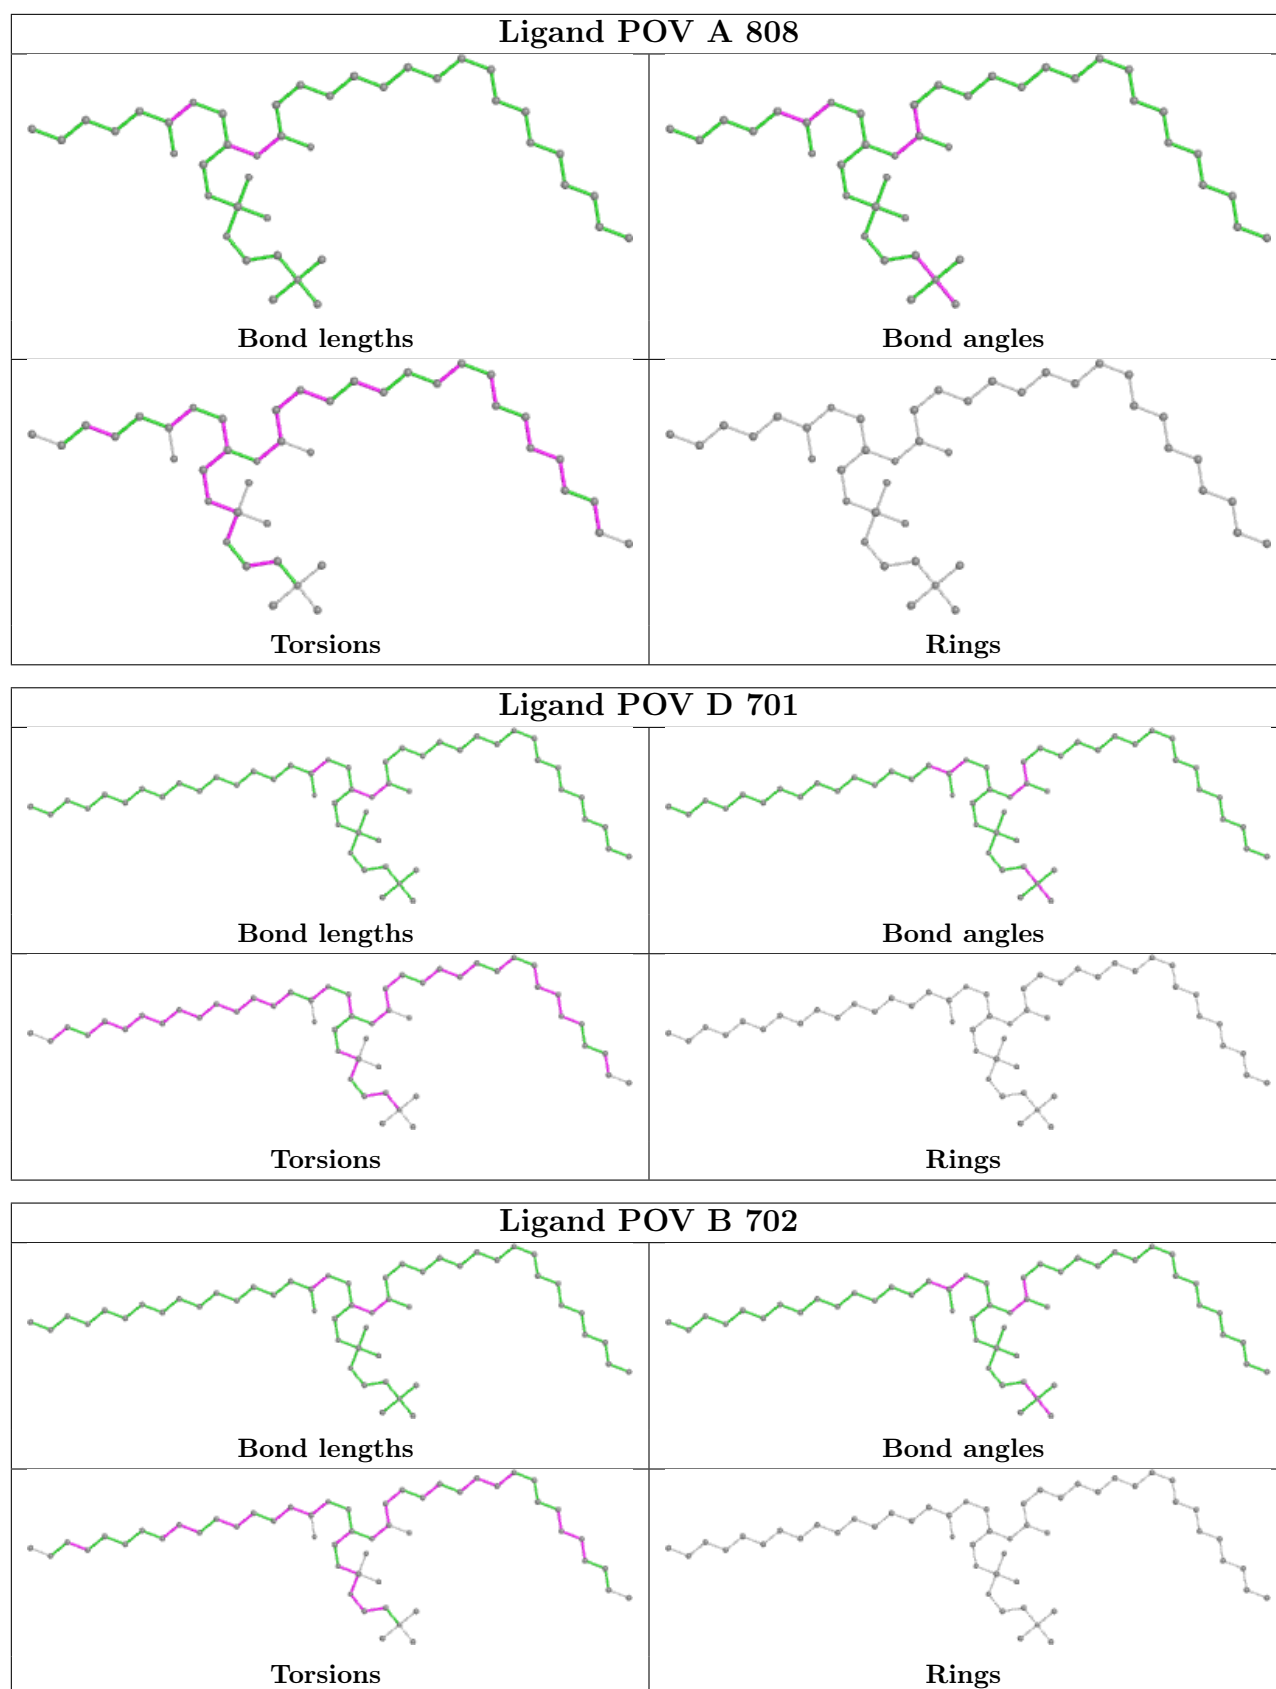 Ligand POV A 808
Bond lengths
Bond angles
Torsions
Rings
Ligand POV D 701
Bond lengths
Bond angles
Torsions
Rings
Ligand POV B 702
Bond lengths
Bond angles
Torsions
Rings